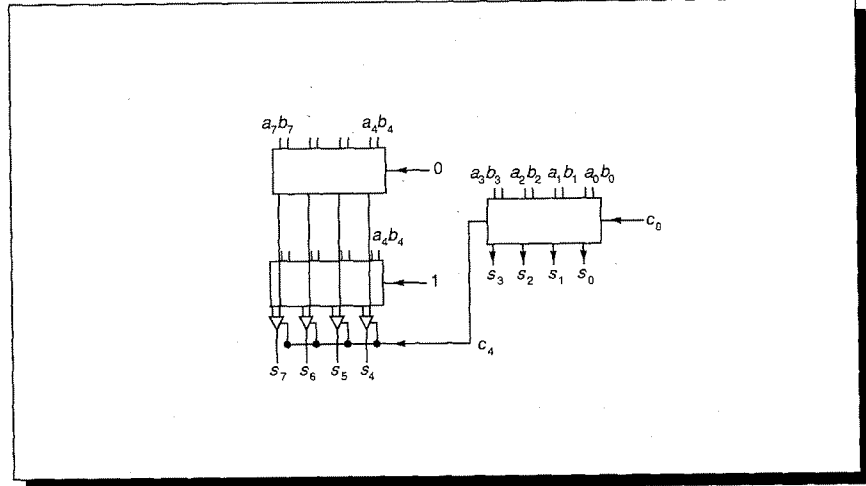 a₇b₇ a₄b₄
0
a₃b₃ a₂b₂ a₁b₁ a₀b₀
c₀
a₄b₄
1
s₃ s₂ s₁ s₀
c₄
s₇ s₆ s₅ s₄